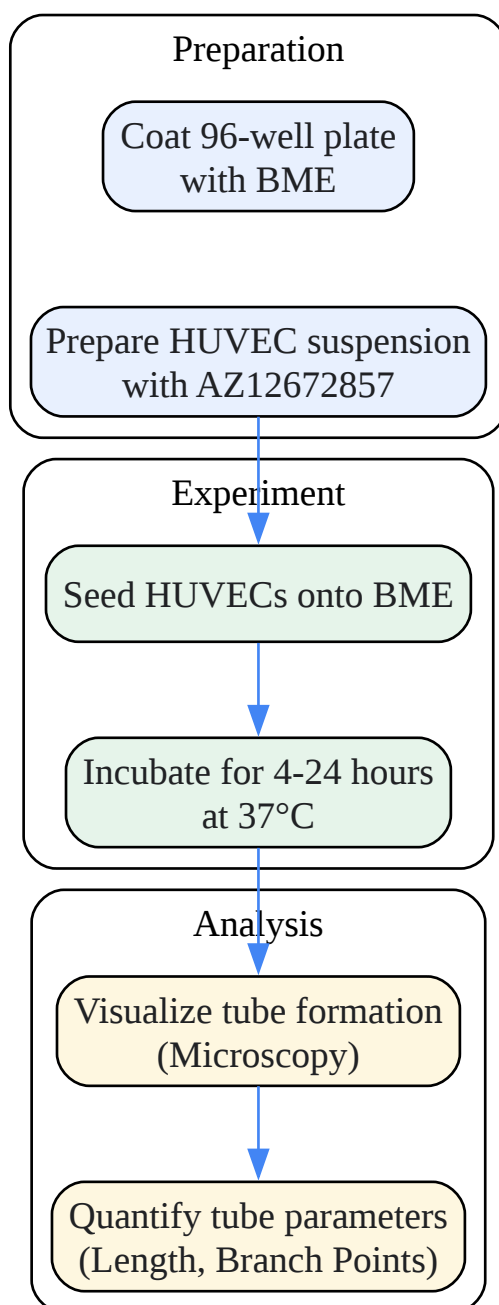 Preparation
Coat 96-well plate
with BME
Prepare HUVEC suspension
with AZ12672857
Experiment
Seed HUVECs onto BME
Incubate for 4-24 hours
at 37°C
Analysis
Visualize tube formation
(Microscopy)
Quantify tube parameters
(Length, Branch Points)